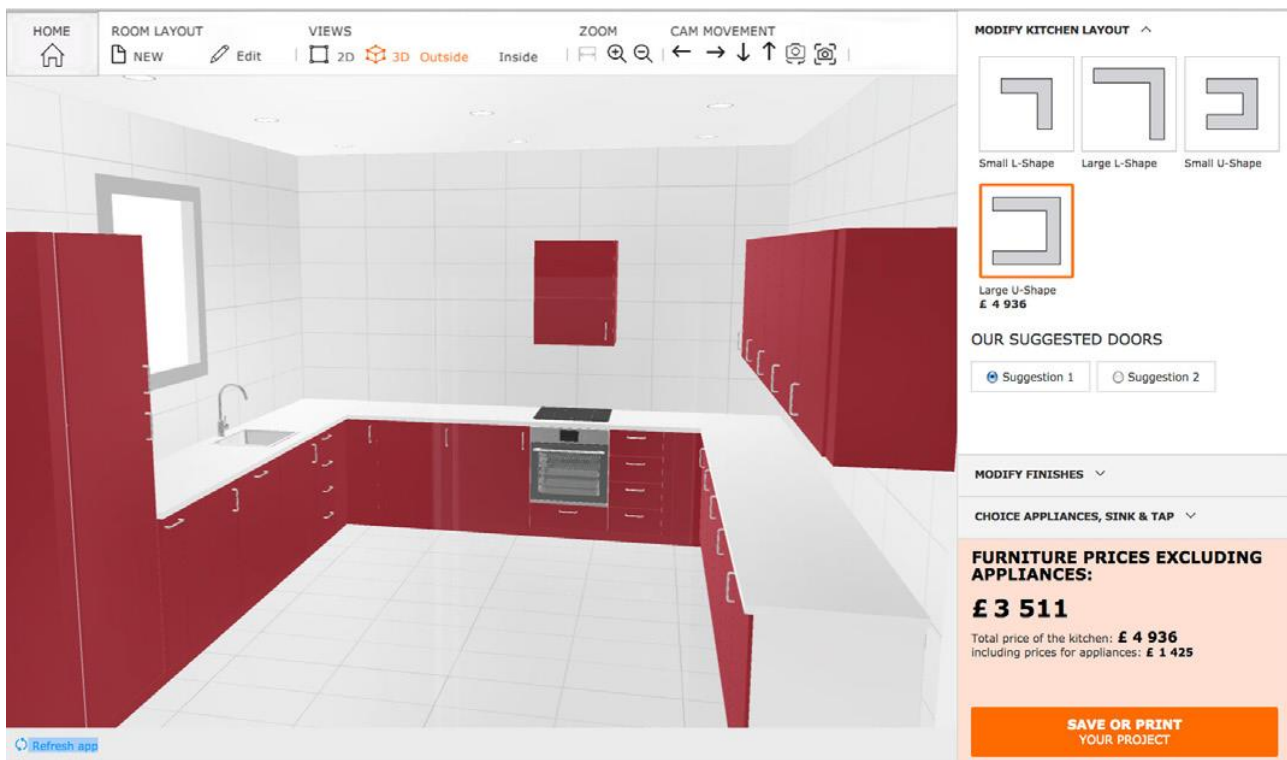 HOME
ROOM LAYOUT
VIEWS
ZOOM
CAM MOVEMENT
NEW
Edit
2D
3D
Outside
Inside
MODIFY KITCHEN LAYOUT
Small L-Shape
Large L-Shape
Small U-Shape
Large U-Shape
£ 4 936
OUR SUGGESTED DOORS
Suggestion 1
Suggestion 2
MODIFY FINISHES
CHOICE APPLIANCES, SINK & TAP
FURNITURE PRICES EXCLUDING
APPLIANCES:
£ 3 511
Total price of the kitchen: £ 4 936
including prices for appliances: £ 1 425
SAVE OR PRINT
YOUR PROJECT
Refresh app